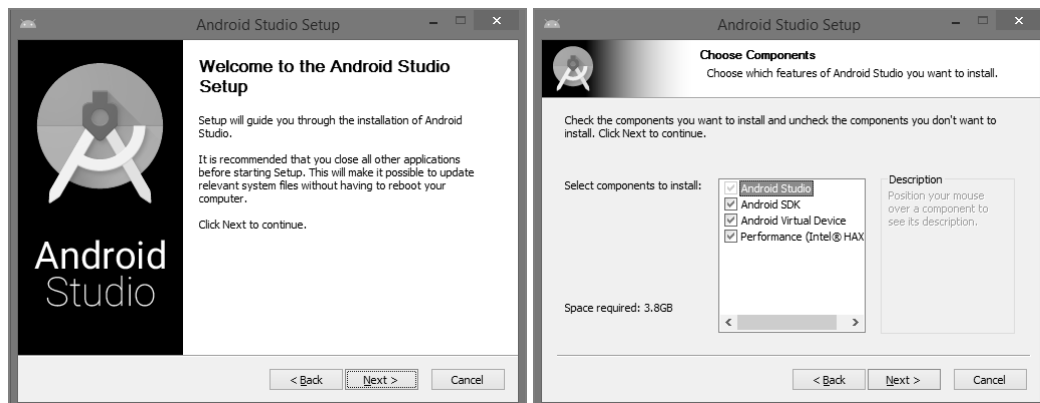 Android Studio Setup
Welcome to the Android Studio
Setup
Setup will guide you through the installation of Android
Studio.
It is recommended that you close all other applications
before starting Setup. This will make it possible to update
relevant system files without having to reboot your
computer.
Click Next to continue.
Android
Studio
< Back
Next >
Cancel
Android Studio Setup
Choose Components
Choose which features of Android Studio you want to install.
Check the components you want to install and uncheck the components you don't want to
install. Click Next to continue.
Select components to install:
Android Studio
Android SDK
Android Virtual Device
Performance (Intel® HAX
Description
Position your mouse
over a component to
see its description.
Space required: 3.8GB
< Back
Next >
Cancel